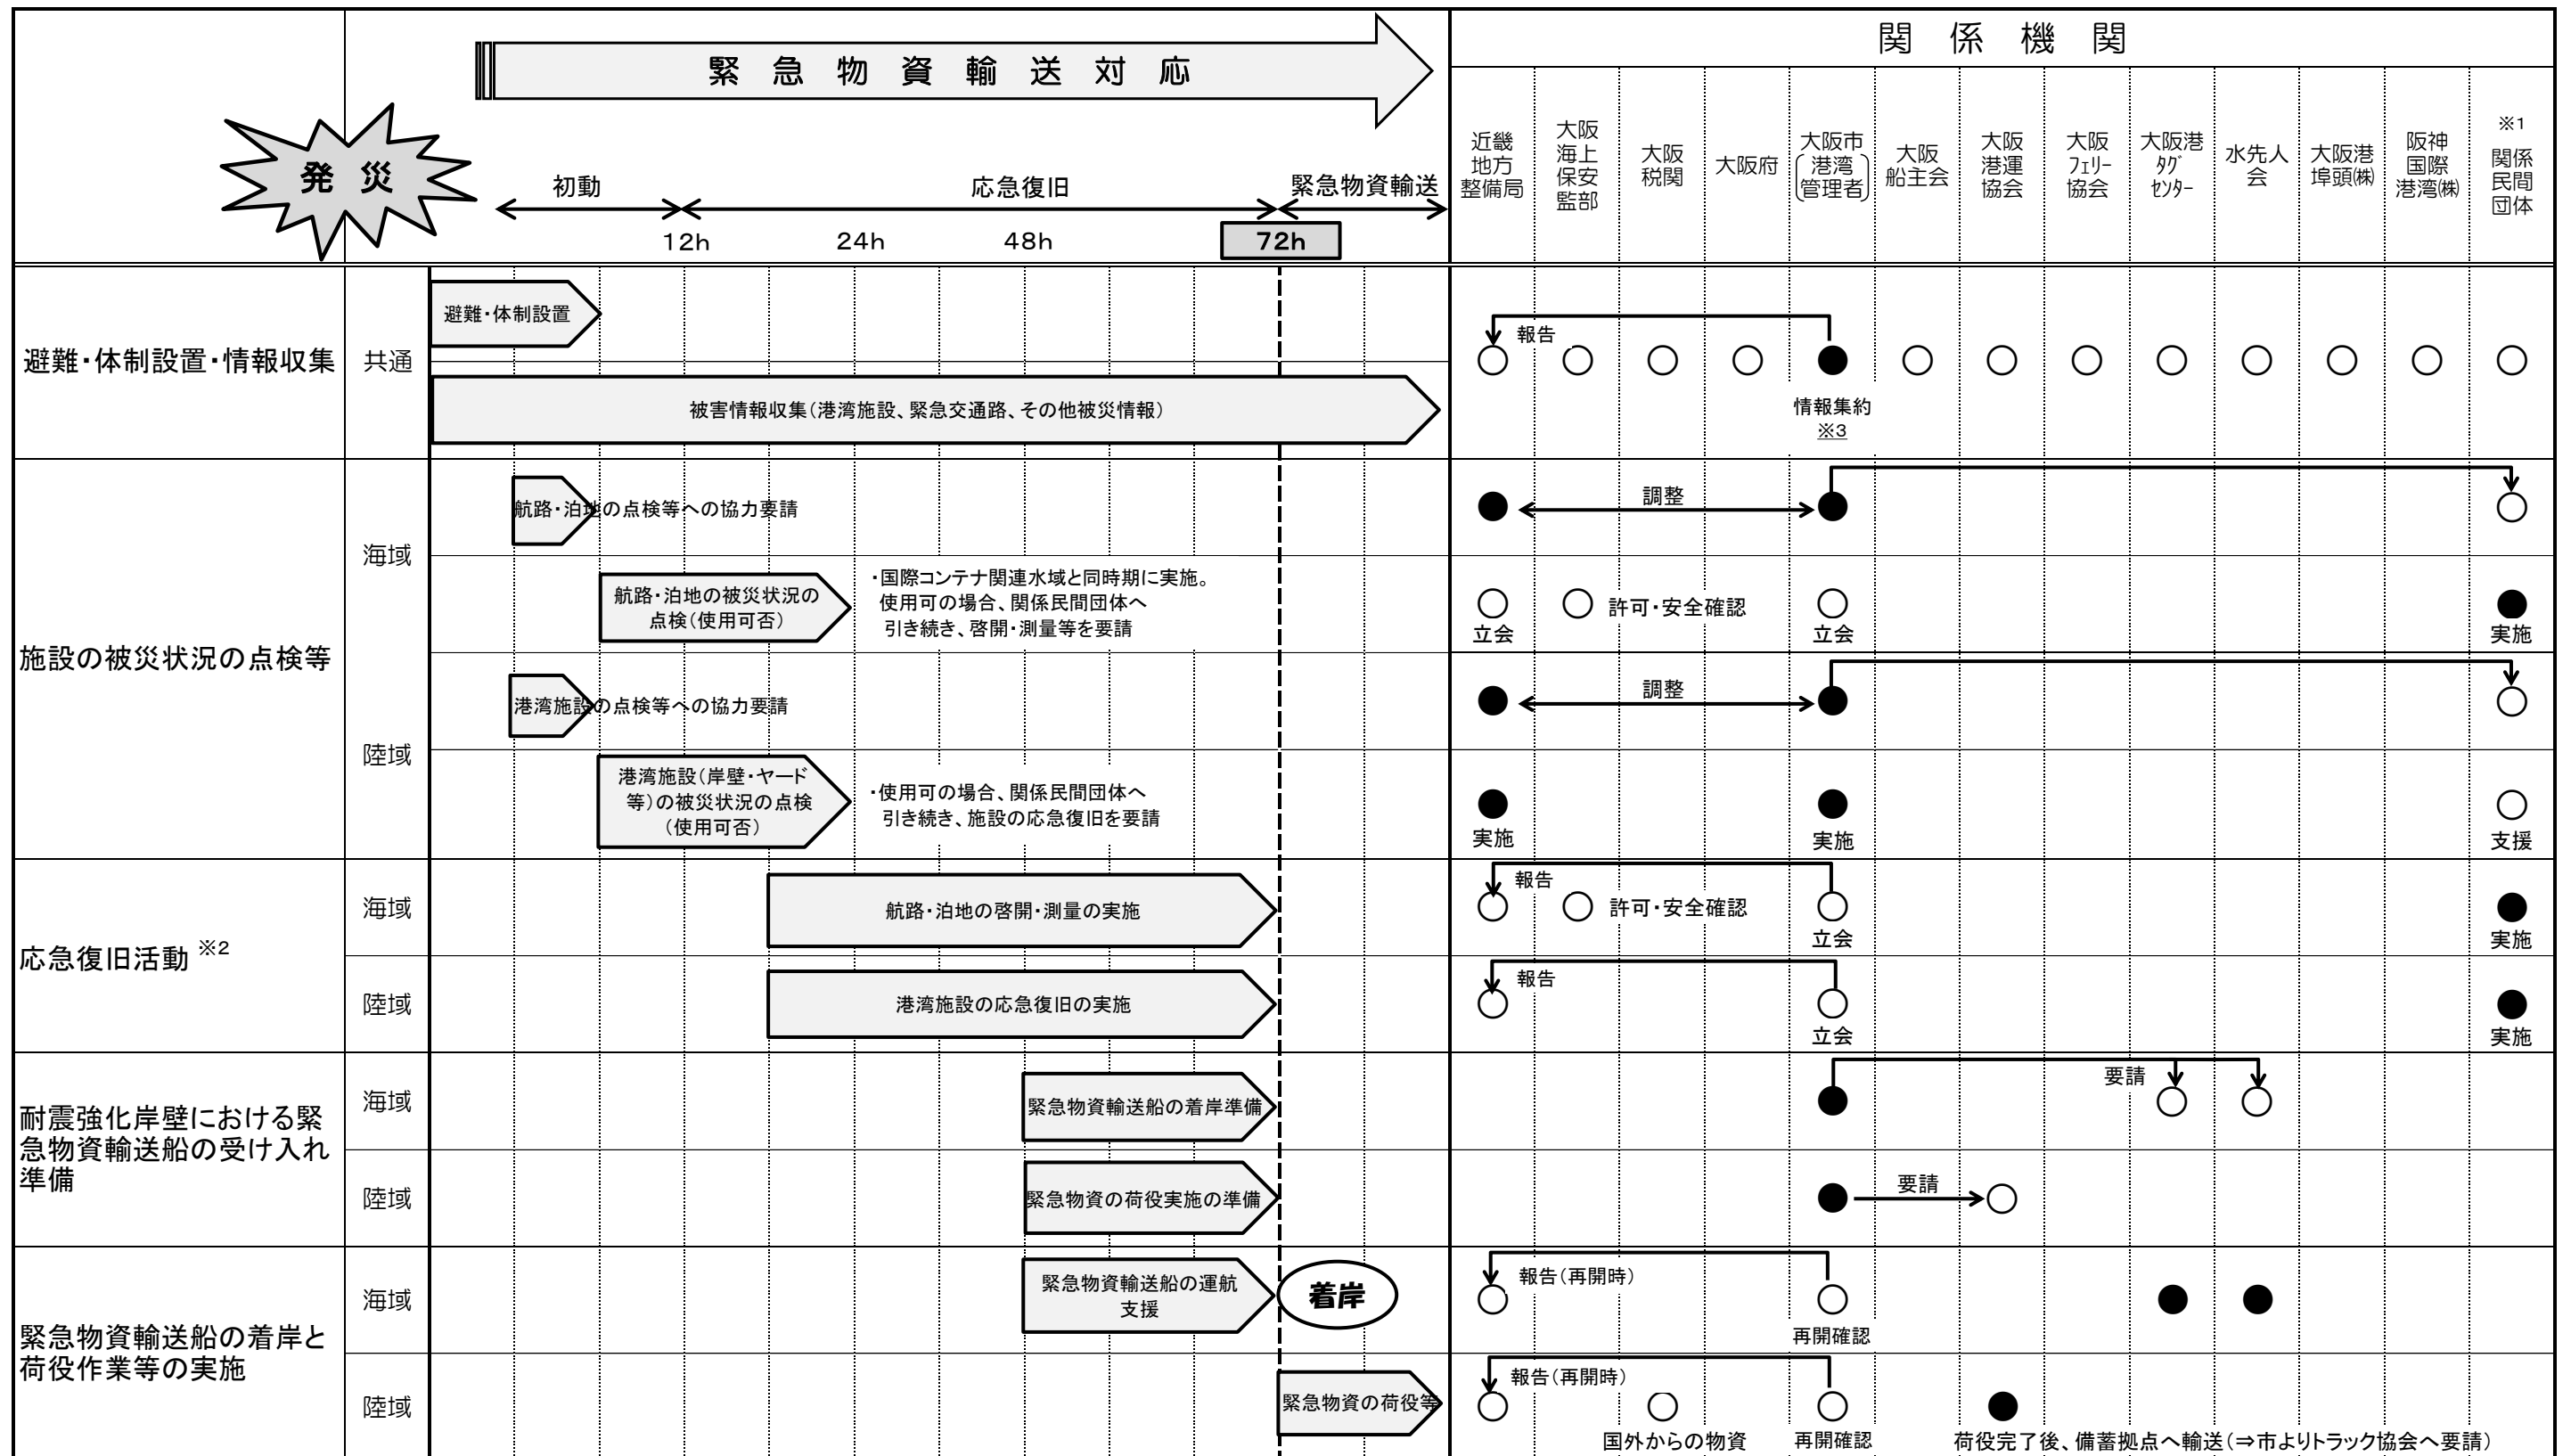 緊急物資輸送対応
発 災
初動
応急復旧
緊急物資輸送
12h
24h
48h
72h
関 係 機 関
近畿
地方
整備局
大阪
海上
保安
監部
大阪
税関
大阪府
大阪市
港湾
管理者
大阪
船主会
大阪
港運
協会
大阪
フェリー
協会
大阪港
タグ
センター
水先人
会
大阪港
埠頭㈱
阪神
国際
港湾㈱
※1
関係
民間
団体
避難・体制設置・情報収集
共通
避難・体制設置
被害情報収集(港湾施設、緊急交通路、その他被災情報)
報告
情報集約
※3
施設の被災状況の点検等
海域
航路・泊地の点検等への協力要請
調整
航路・泊地の被災状況の
点検(使用可否)
・国際コンテナ関連水域と同時期に実施。
使用可の場合、関係民間団体へ
引き続き、啓開・測量等を要請
立会
許可・安全確認
立会
実施
陸域
港湾施設の点検等への協力要請
調整
港湾施設(岸壁・ヤード
等)の被災状況の点検
(使用可否)
・使用可の場合、関係民間団体へ
引き続き、施設の応急復旧を要請
実施
実施
支援
応急復旧活動 ※2
海域
航路・泊地の啓開・測量の実施
報告
許可・安全確認
立会
実施
陸域
港湾施設の応急復旧の実施
報告
立会
実施
耐震強化岸壁における緊
急物資輸送船の受け入れ
準備
海域
緊急物資輸送船の着岸準備
要請
陸域
緊急物資の荷役実施の準備
要請
緊急物資輸送船の着岸と
荷役作業等の実施
海域
緊急物資輸送船の運航
支援
着岸
報告(再開時)
再開確認
陸域
緊急物資の荷役等
報告(再開時)
国外からの物資
再開確認
荷役完了後、備蓄拠点へ輸送(⇒市よりトラック協会へ要請)